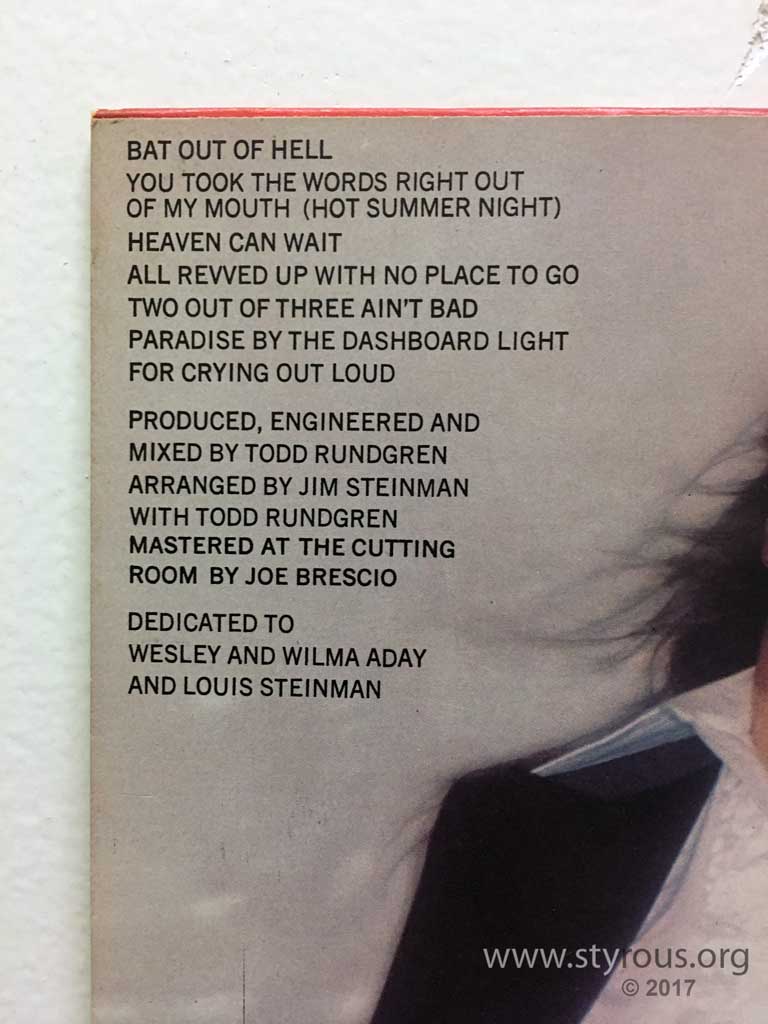 BAT OUT OF HELL
YOU TOOK THE WORDS RIGHT OUT
OF MY MOUTH (HOT SUMMER NIGHT)
HEAVEN CAN WAIT
ALL REVVED UP WITH NO PLACE TO GO
TWO OUT OF THREE AIN'T BAD
PARADISE BY THE DASHBOARD LIGHT
FOR CRYING OUT LOUD
PRODUCED, ENGINEERED AND
MIXED BY TODD RUNDGREN
ARRANGED BY JIM STEINMAN
WITH TODD RUNDGREN
MASTERED AT THE CUTTING
ROOM BY JOE BRESCIO
DEDICATED TO
WESLEY AND WILMA ADAY
AND LOUIS STEINMAN
www.styrous.org
© 2017